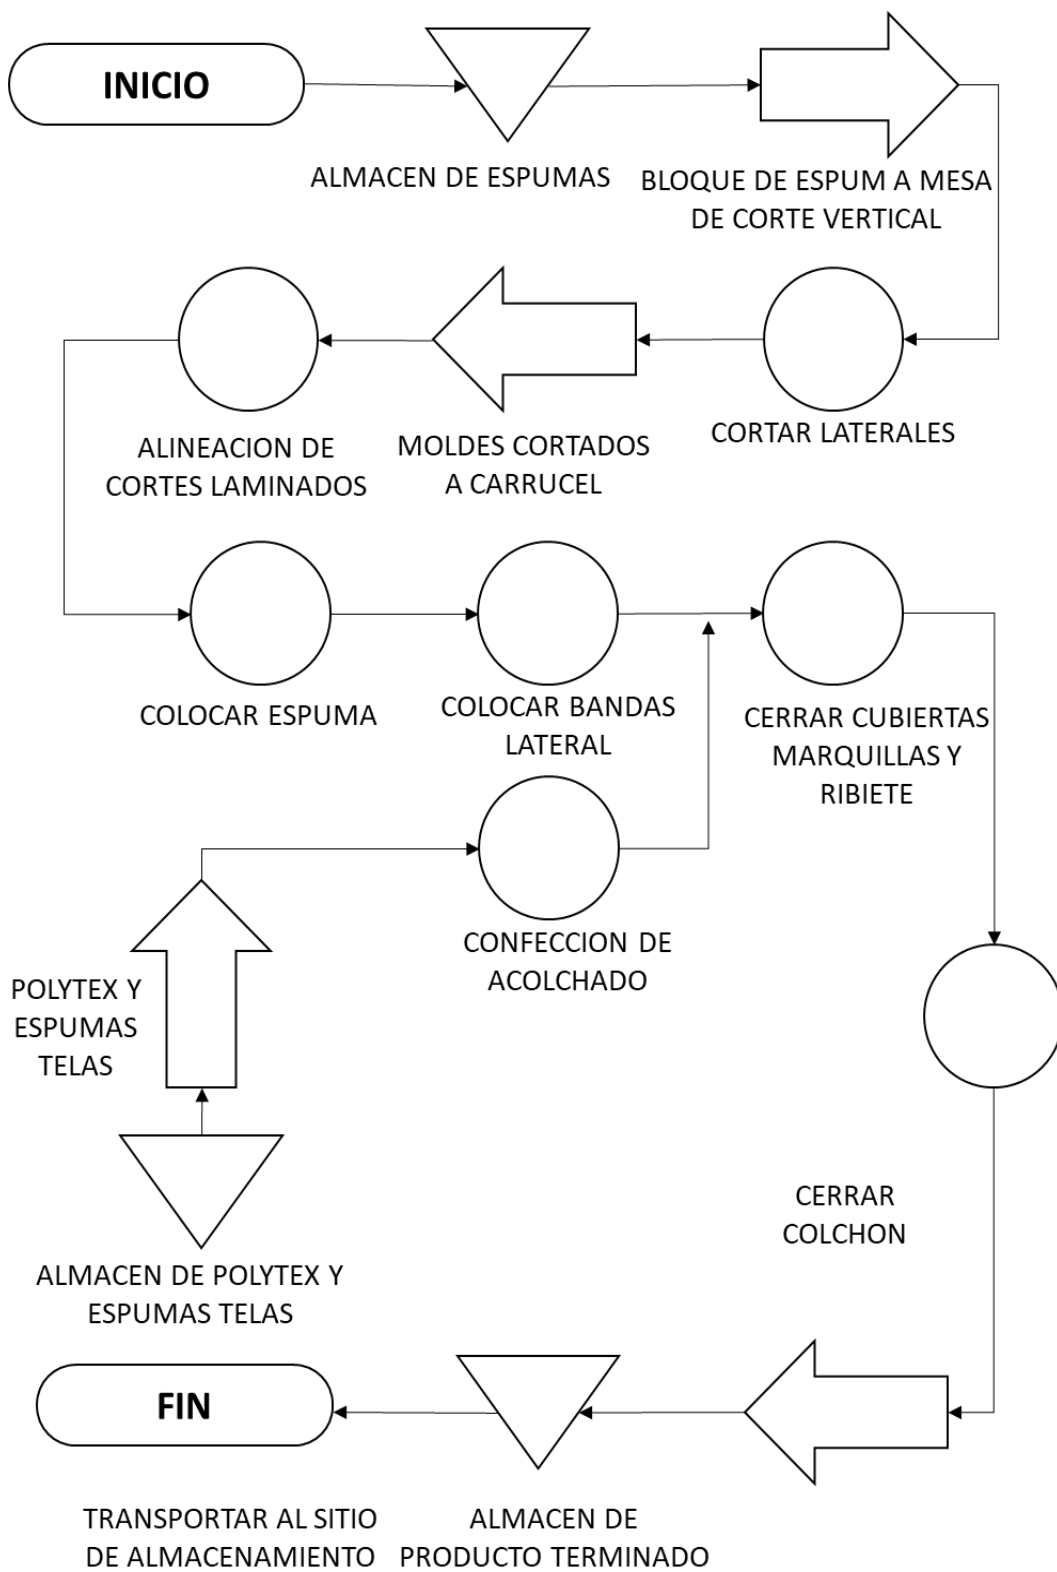 INICIO
ALMACEN DE ESPUMAS
BLOQUE DE ESPUM A MESA
DE CORTE VERTICAL
ALINEACION DE
CORTES LAMINADOS
MOLDES CORTADOS
A CARRUCEL
CORTAR LATERALES
COLOCAR ESPUMA
COLOCAR BANDAS
LATERAL
CERRAR CUBIERTAS
MARQUILLAS Y
RIBIETE
CONFECCION DE
ACOLCHADO
POLYTEX Y
ESPUMAS
TELAS
CERRAR
COLCHON
ALMACEN DE POLYTEX Y
ESPUMAS TELAS
FIN
TRANSPORTAR AL SITIO
DE ALMACENAMIENTO
ALMACEN DE
PRODUCTO TERMINADO